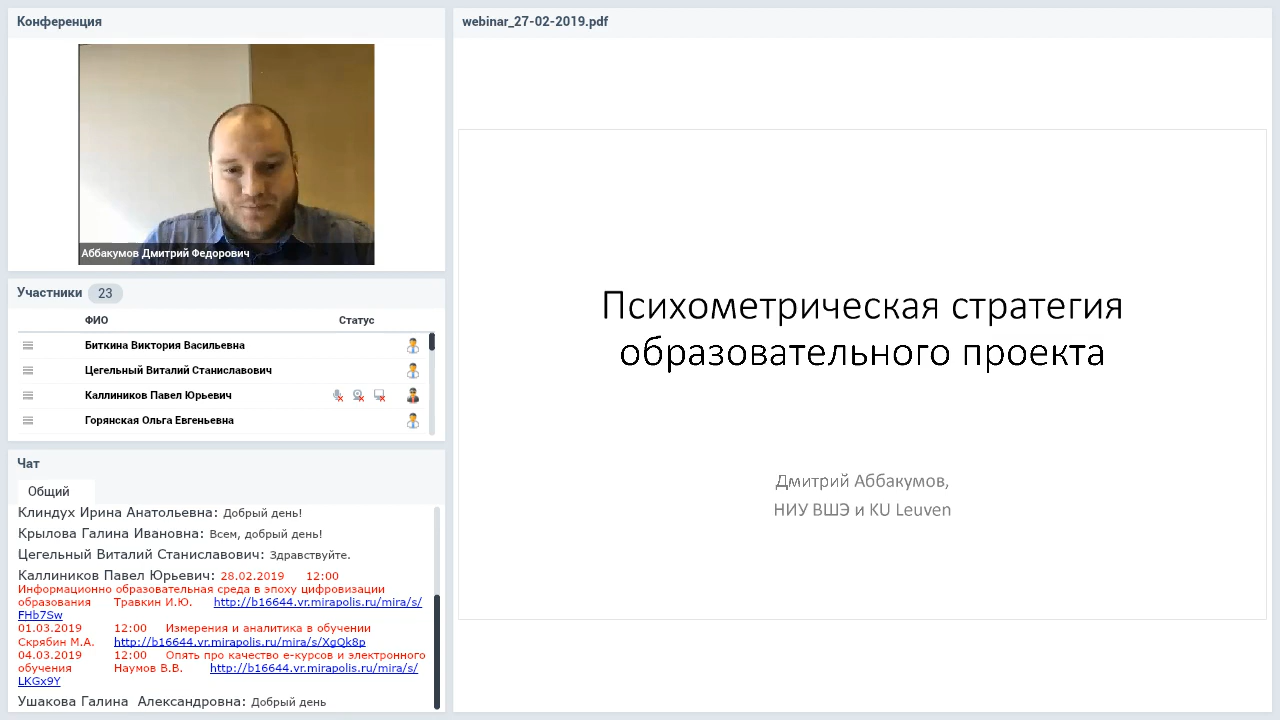 Конференция
Аббакумов Дмитрий Федорович
Участники 23
ФИО Статус
Биткина Виктория Васильевна
Цегельный Виталий Станиславович
Каллиников Павел Юрьевич
Горянская Ольга Евгеньевна
Чат
Общий
Клиндух Ирина Анатольевна: Добрый день!
Крылова Галина Ивановна: Всем, добрый день!
Цегельный Виталий Станиславович: Здравствуйте.
Каллиников Павел Юрьевич: 28.02.2019 12:00
Информационно образовательная среда в эпоху цифровизации
образования Травкин И.Ю. http://b16644.vr.mirapolis.ru/mira/s/
FHb7Sw
01.03.2019 12:00 Измерения и аналитика в обучении
Скрябин М.А. http://b16644.vr.mirapolis.ru/mira/s/XgQk8p
04.03.2019 12:00 Опять про качество е-курсов и электронного
обучения Наумов В.В. http://b16644.vr.mirapolis.ru/mira/s/
LKGx9Y
Ушакова Галина Александровна: Добрый день
webinar_27-02-2019.pdf
Психометрическая стратегия
образовательного проекта
Дмитрий Аббакумов,
НИУ ВШЭ и KU Leuven